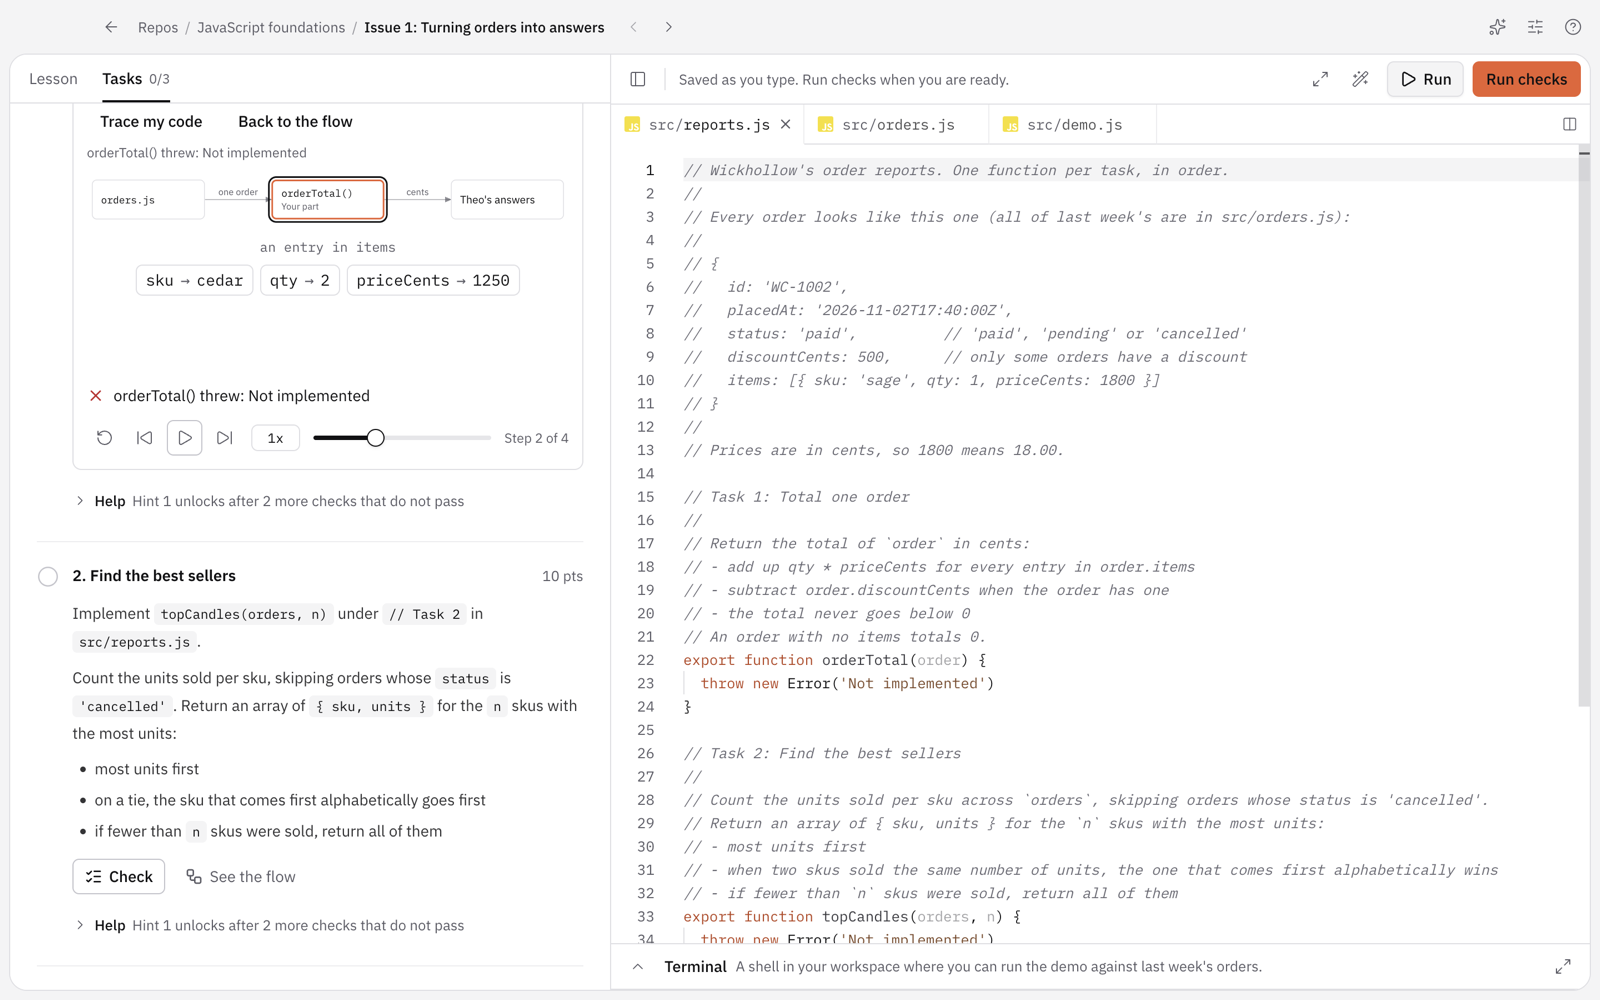 Repos / JavaScript foundations / Issue 1: Turning orders into answers
Lesson
Tasks 0/3
Trace my code
Back to the flow
orderTotal() threw: Not implemented
orders.js
one order
orderTotal()
Your part
cents
Theo's answers
an entry in items
sku → cedar
qty → 2
priceCents → 1250
orderTotal() threw: Not implemented
1x
Step 2 of 4
Help Hint 1 unlocks after 2 more checks that do not pass
2. Find the best sellers
10 pts
Implement topCandles(orders, n) under // Task 2 in
src/reports.js .
Count the units sold per sku, skipping orders whose status is
'cancelled' . Return an array of { sku, units } for the n skus with
the most units:
• most units first
• on a tie, the sku that comes first alphabetically goes first
• if fewer than n skus were sold, return all of them
Check
See the flow
Help Hint 1 unlocks after 2 more checks that do not pass
Saved as you type. Run checks when you are ready.
Run
Run checks
JS src/reports.js
JS src/orders.js
JS src/demo.js
1 // Wickhollow's order reports. One function per task, in order.
2 //
3 // Every order looks like this one (all of last week's are in src/orders.js):
4 //
5 // {
6 //   id: 'WC-1002',
7 //   placedAt: '2026-11-02T17:40:00Z',
8 //   status: 'paid',          // 'paid', 'pending' or 'cancelled'
9 //   discountCents: 500,      // only some orders have a discount
10 //   items: [{ sku: 'sage', qty: 1, priceCents: 1800 }]
11 // }
12 //
13 // Prices are in cents, so 1800 means 18.00.
14
15 // Task 1: Total one order
16 //
17 // Return the total of `order` in cents:
18 // - add up qty * priceCents for every entry in order.items
19 // - subtract order.discountCents when the order has one
20 // - the total never goes below 0
21 // An order with no items totals 0.
22 export function orderTotal(order) {
23   throw new Error('Not implemented')
24 }
25
26 // Task 2: Find the best sellers
27 //
28 // Count the units sold per sku across `orders`, skipping orders whose status is 'cancelled'.
29 // Return an array of { sku, units } for the `n` skus with the most units:
30 // - most units first
31 // - when two skus sold the same number of units, the one that comes first alphabetically wins
32 // - if fewer than `n` skus were sold, return all of them
33 export function topCandles(orders, n) {
34   throw new Error('Not implemented')
Terminal A shell in your workspace where you can run the demo against last week's orders.